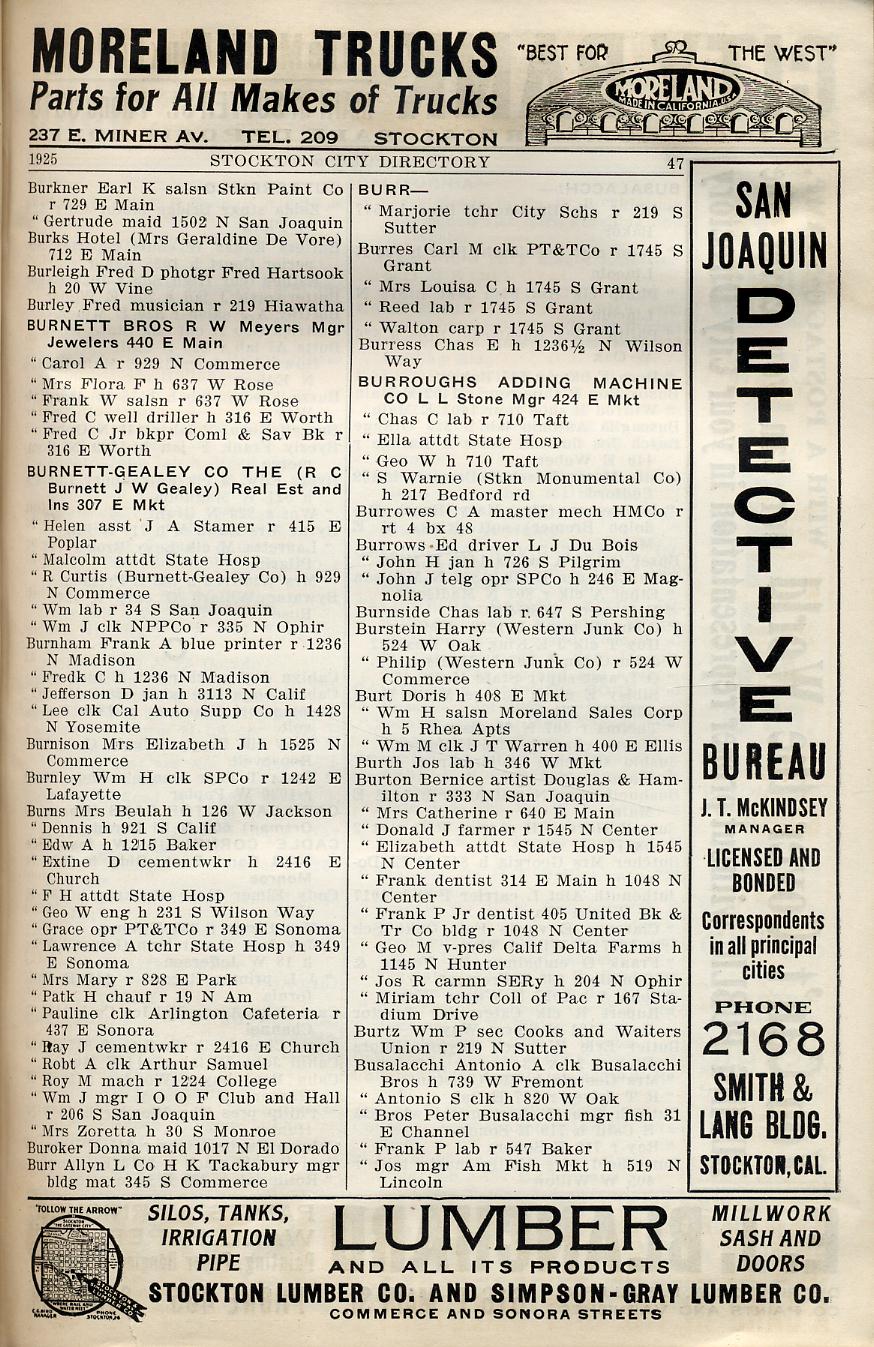 MORELAND TRUCKS
Parts for All Makes of Trucks
237 E. MINER AV. TEL. 209 STOCKTON
"BEST FOR THE WEST"
MORELAND
MADE IN CALIFORNIA. U.S.A.
1925 STOCKTON CITY DIRECTORY 47
Burkner Earl K salsn Stkn Paint Co
r 729 E Main
" Gertrude maid 1502 N San Joaquin
Burks Hotel (Mrs Geraldine De Vore)
712 E Main
Burleigh Fred D photgr Fred Hartsook
h 20 W Vine
Burley Fred musician r 219 Hiawatha
BURNETT BROS R W Meyers Mgr
Jewelers 440 E Main
" Carol A r 929 N Commerce
" Mrs Flora F h 637 W Rose
" Frank W salsn r 637 W Rose
" Fred C well driller h 316 E Worth
" Fred C Jr bkpr Coml & Sav Bk r
316 E Worth
BURNETT-GEALEY CO THE (R C
Burnett J W Gealey) Real Est and
Ins 307 E Mkt
" Helen asst J A Stamer r 415 E
Poplar
" Malcolm attdt State Hosp
" R Curtis (Burnett-Gealey Co) h 929
N Commerce
" Wm lab r 34 S San Joaquin
" Wm J clk NPPCo r 335 N Ophir
Burnham Frank A blue printer r 1236
N Madison
" Fredk C h 1236 N Madison
" Jefferson D jan h 3113 N Calif
" Lee clk Cal Auto Supp Co h 1428
N Yosemite
Burnison Mrs Elizabeth J h 1525 N
Commerce
Burnley Wm H clk SPCo r 1242 E
Lafayette
Burns Mrs Beulah h 126 W Jackson
" Dennis h 921 S Calif
" Edw A h 1215 Baker
" Extine D cementwkr h 2416 E
Church
" F H attdt State Hosp
" Geo W eng h 231 S Wilson Way
" Grace opr PT&TCo r 349 E Sonoma
" Lawrence A tchr State Hosp h 349
E Sonoma
" Mrs Mary r 828 E Park
" Patk H chauf r 19 N Am
" Pauline clk Arlington Cafeteria r
437 E Sonora
" Ray J cementwkr r 2416 E Church
" Robt A clk Arthur Samuel
" Roy M mach r 1224 College
" Wm J mgr I O O F Club and Hall
r 206 S San Joaquin
" Mrs Zoretta h 30 S Monroe
Buroker Donna maid 1017 N El Dorado
Burr Allyn L Co H K Tackabury mgr
bldg mat 345 S Commerce
BURR—
" Marjorie tchr City Schs r 219 S
Sutter
Burres Carl M clk PT&TCo r 1745 S
Grant
" Mrs Louisa C h 1745 S Grant
" Reed lab r 1745 S Grant
" Walton carp r 1745 S Grant
Burress Chas E h 1236½ N Wilson
Way
BURROUGHS ADDING MACHINE
CO L L Stone Mgr 424 E Mkt
" Chas C lab r 710 Taft
" Ella attdt State Hosp
" Geo W h 710 Taft
" S Warnie (Stkn Monumental Co)
h 217 Bedford rd
Burrowes C A master mech HMCo r
rt 4 bx 48
Burrows Ed driver L J Du Bois
" John H jan h 726 S Pilgrim
" John J telg opr SPCo h 246 E Mag-
nolia
Burnside Chas lab r. 647 S Pershing
Burstein Harry (Western Junk Co) h
524 W Oak
" Philip (Western Junk Co) r 524 W
Commerce
Burt Doris h 408 E Mkt
" Wm H salsn Moreland Sales Corp
h 5 Rhea Apts
" Wm M clk J T Warren h 400 E Ellis
Burth Jos lab h 346 W Mkt
Burton Bernice artist Douglas & Ham-
ilton r 333 N San Joaquin
" Mrs Catherine r 640 E Main
" Donald J farmer r 1545 N Center
" Elizabeth attdt State Hosp h 1545
N Center
" Frank dentist 314 E Main h 1048 N
Center
" Frank P Jr dentist 405 United Bk &
Tr Co bldg r 1048 N Center
" Geo M v-pres Calif Delta Farms h
1145 N Hunter
" Jos R carmn SERy h 204 N Ophir
" Miriam tchr Coll of Pac r 167 Sta-
dium Drive
Burtz Wm P sec Cooks and Waiters
Union r 219 N Sutter
Busalacchi Antonio A clk Busalacchi
Bros h 739 W Fremont
" Antonio S clk h 820 W Oak
" Bros Peter Busalacchi mgr fish 31
E Channel
" Frank P lab r 547 Baker
" Jos mgr Am Fish Mkt h 519 N
Lincoln
SAN
JOAQUIN
DETECTIVE
BUREAU
J. T. McKINDSEY
MANAGER
LICENSED AND
BONDED
Correspondents
in all principal
cities
PHONE
2168
SMITH &
LANG BLDG.
STOCKTON, CAL.
"FOLLOW THE ARROW"
SILOS, TANKS,
IRRIGATION
PIPE
LUMBER
AND ALL ITS PRODUCTS
MILLWORK
SASH AND
DOORS
STOCKTON LUMBER CO. AND SIMPSON-GRAY LUMBER CO.
COMMERCE AND SONORA STREETS